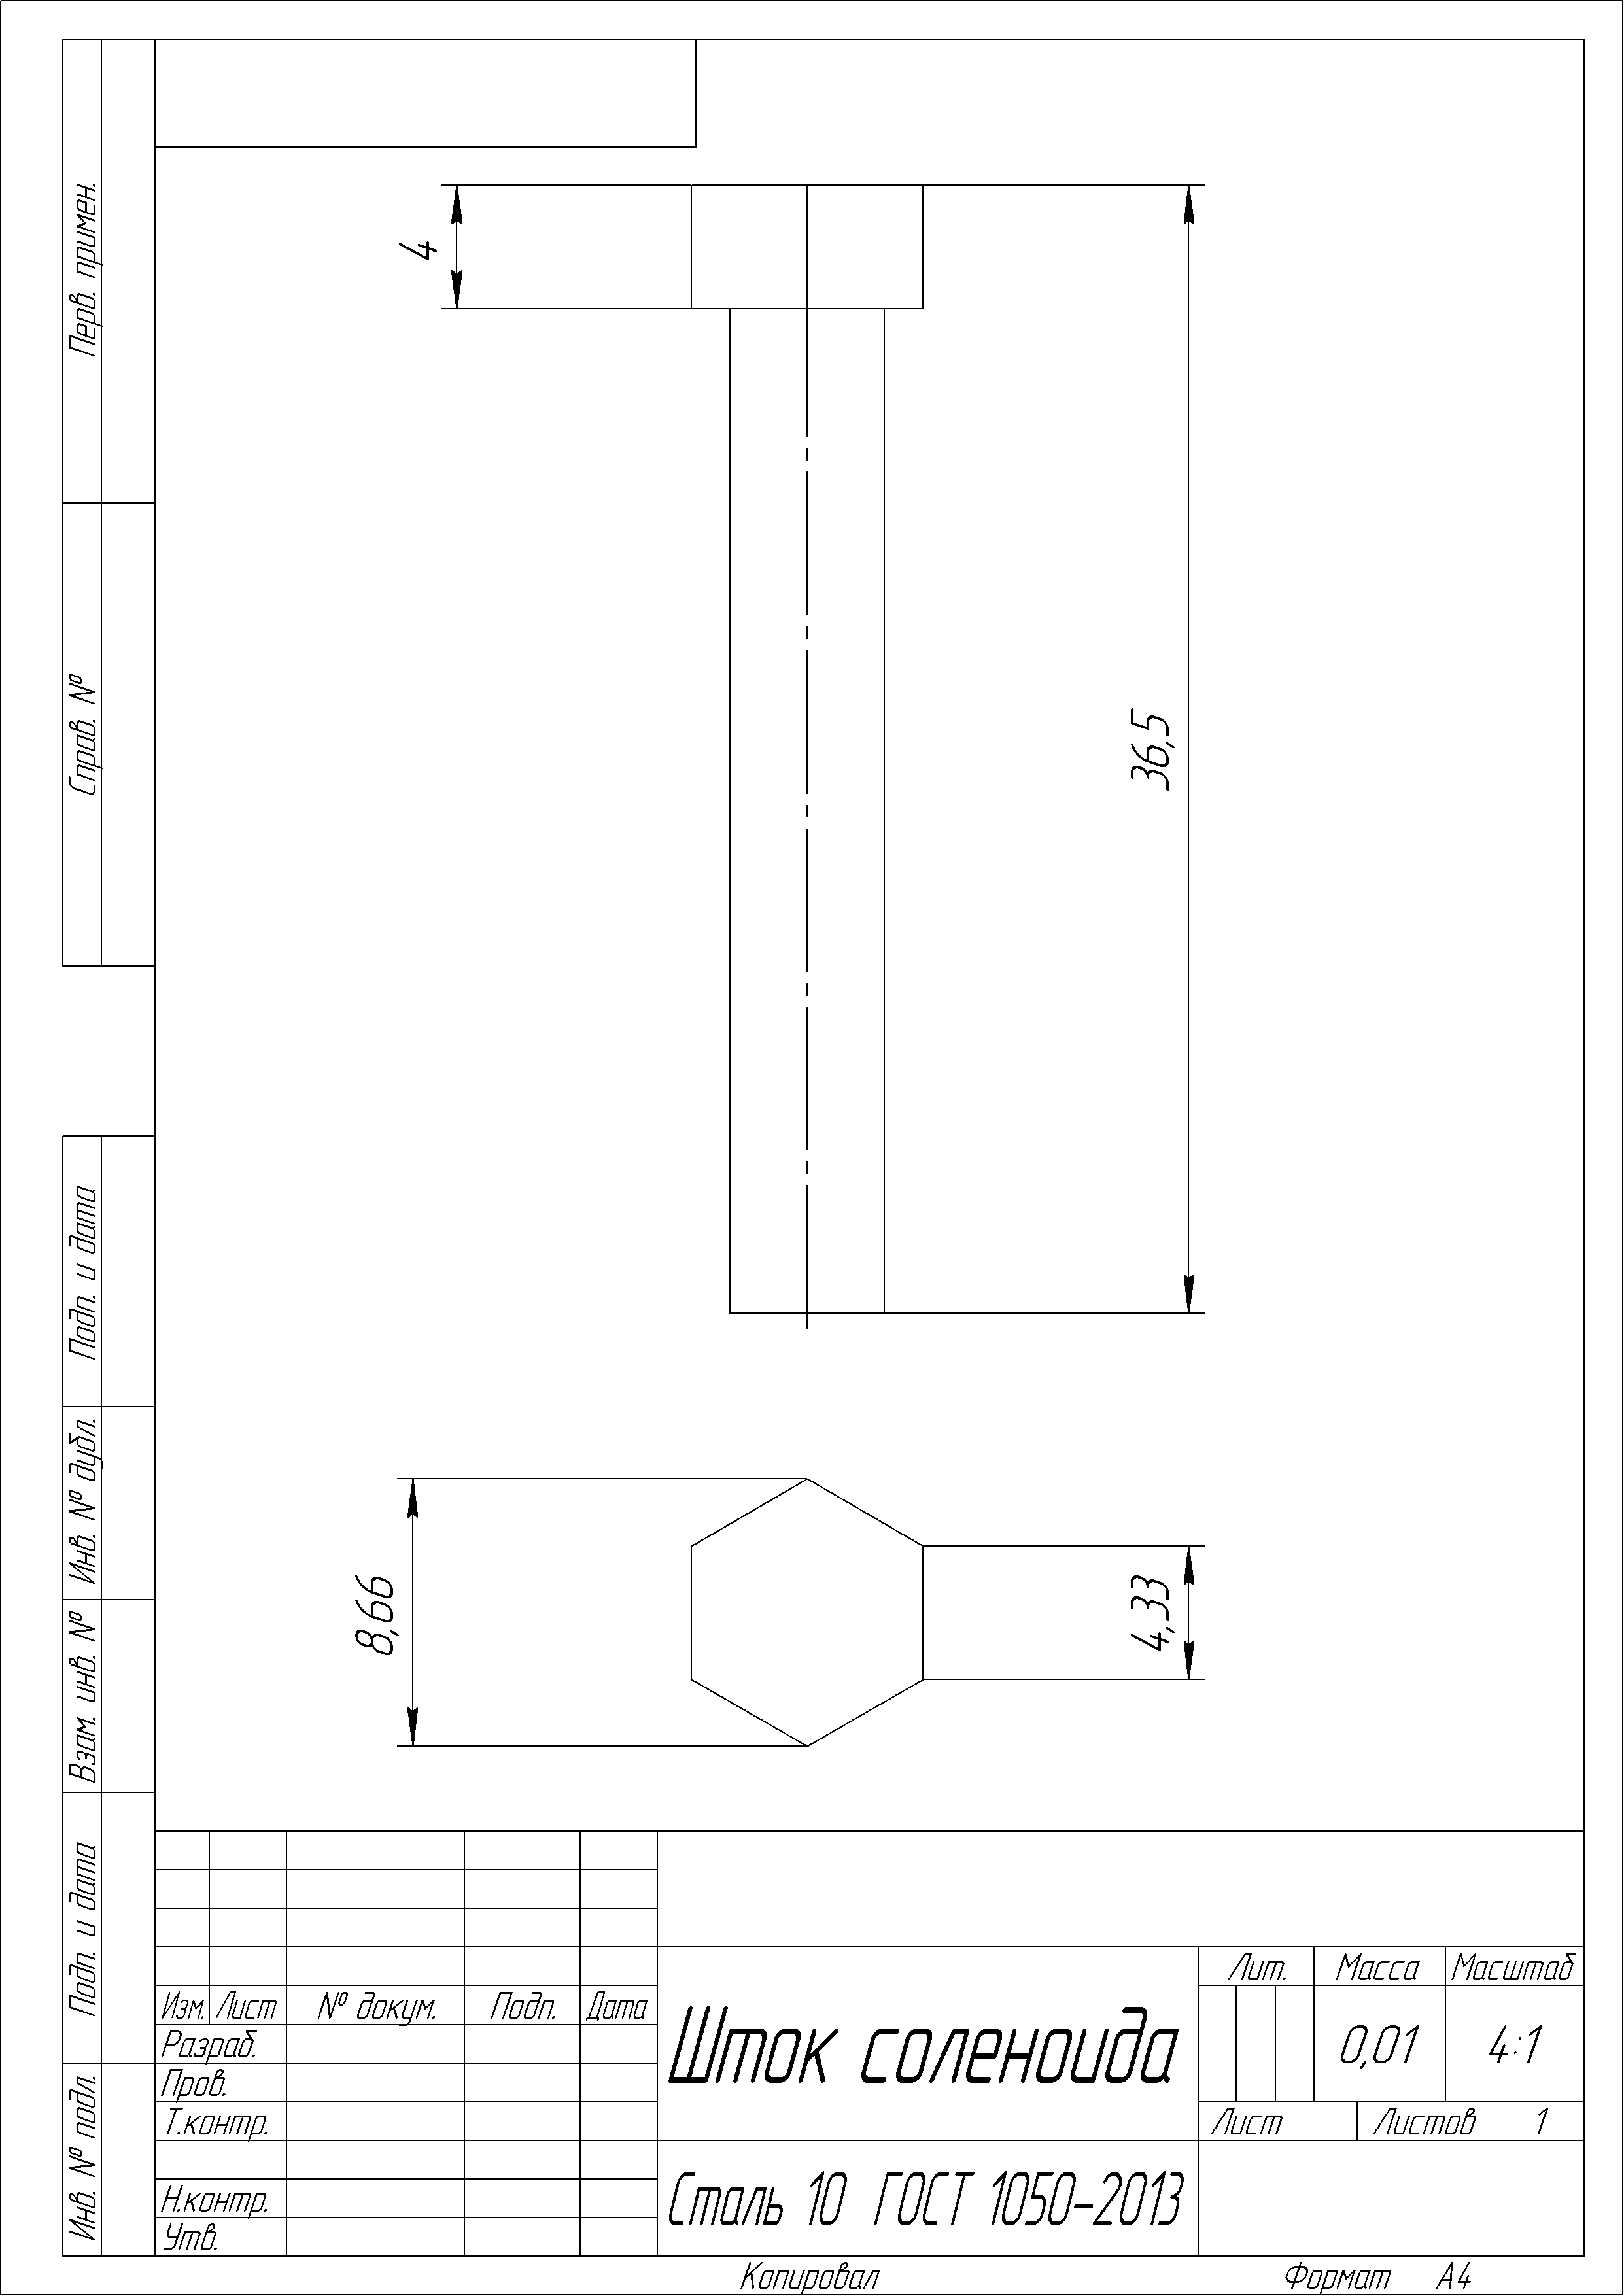 Перв. примен.
Справ. №
Подп. и дата
Инв. № дубл.
Взам. инв. №
Подп. и дата
Инв. № подл.
4
36,5
8,66
4,33
Изм. Лист № докум. Подп. Дата
Разраб.
Пров.
Т.контр.
Н.контр.
Утв.
Шток соленоида
Сталь 10 ГОСТ 1050-2013
Лит. Масса Масштаб
0,01 4:1
Лист Листов 1
Копировал Формат А4